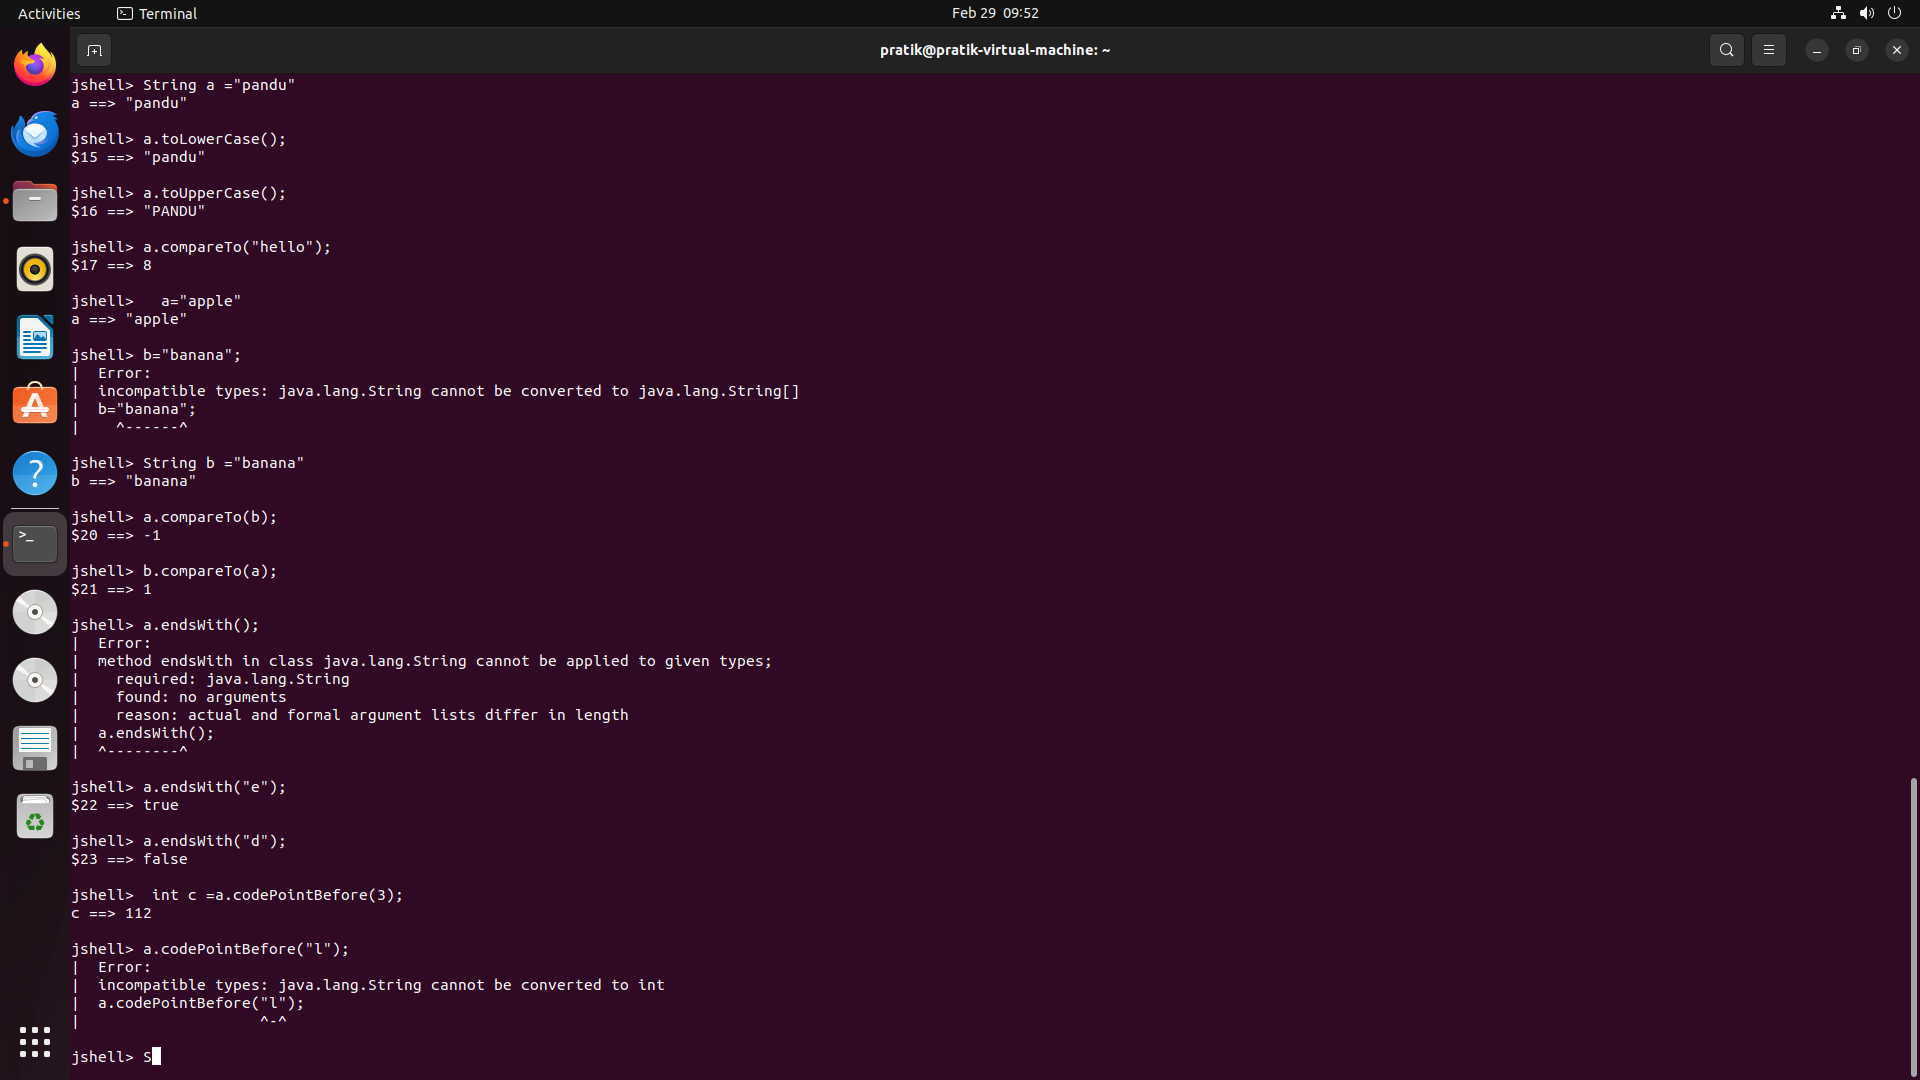 Activities Terminal Feb 29 09:52
pratik@pratik-virtual-machine: ~
jshell> String a ="pandu"
a ==> "pandu"
jshell> a.toLowerCase();
$15 ==> "pandu"
jshell> a.toUpperCase();
$16 ==> "PANDU"
jshell> a.compareTo("hello");
$17 ==> 8
jshell>   a="apple"
a ==> "apple"
jshell> b="banana";
|  Error:
|  incompatible types: java.lang.String cannot be converted to java.lang.String[]
|  b="banana";
|    ^------^
jshell> String b ="banana"
b ==> "banana"
jshell> a.compareTo(b);
$20 ==> -1
jshell> b.compareTo(a);
$21 ==> 1
jshell> a.endsWith();
|  Error:
|  method endsWith in class java.lang.String cannot be applied to given types;
|    required: java.lang.String
|    found: no arguments
|    reason: actual and formal argument lists differ in length
|  a.endsWith();
|  ^--------^
jshell> a.endsWith("e");
$22 ==> true
jshell> a.endsWith("d");
$23 ==> false
jshell>  int c =a.codePointBefore(3);
c ==> 112
jshell> a.codePointBefore("l");
|  Error:
|  incompatible types: java.lang.String cannot be converted to int
|  a.codePointBefore("l");
|                    ^-^
jshell> S